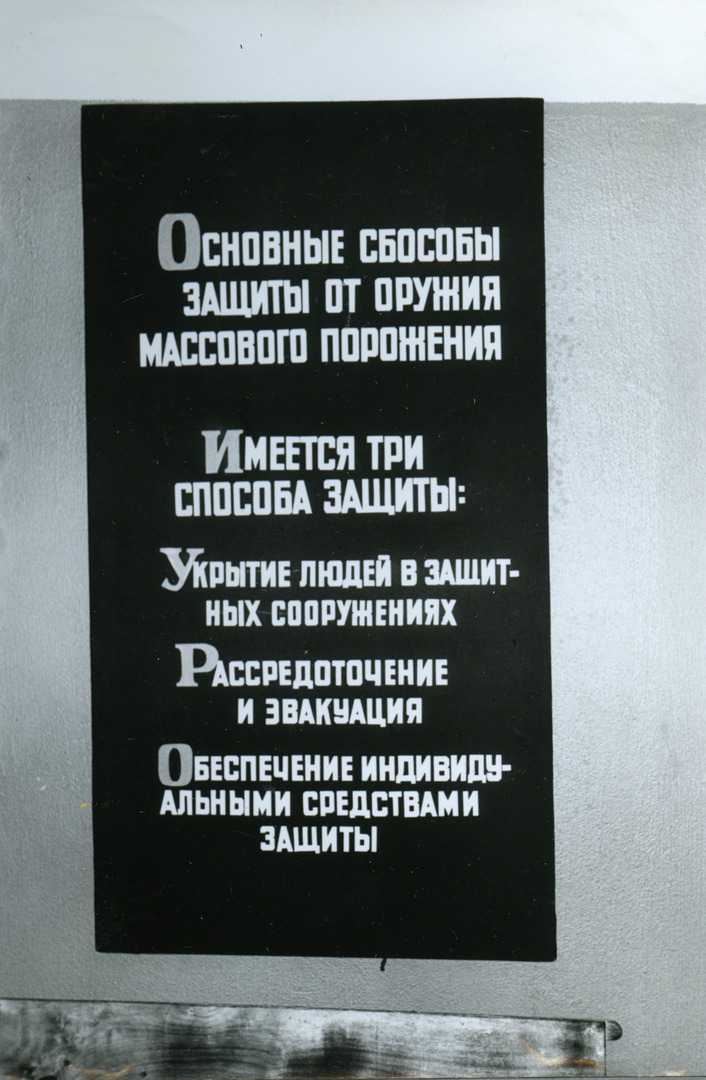 Основные сбособы
защиты от оружия
массового порожения
Имеется три
способа защиты:
Укрытие людей в защит-
ных сооружениях
Рассредоточение
и эвакуация
Обеспечение индивиду-
альными средствами
защиты